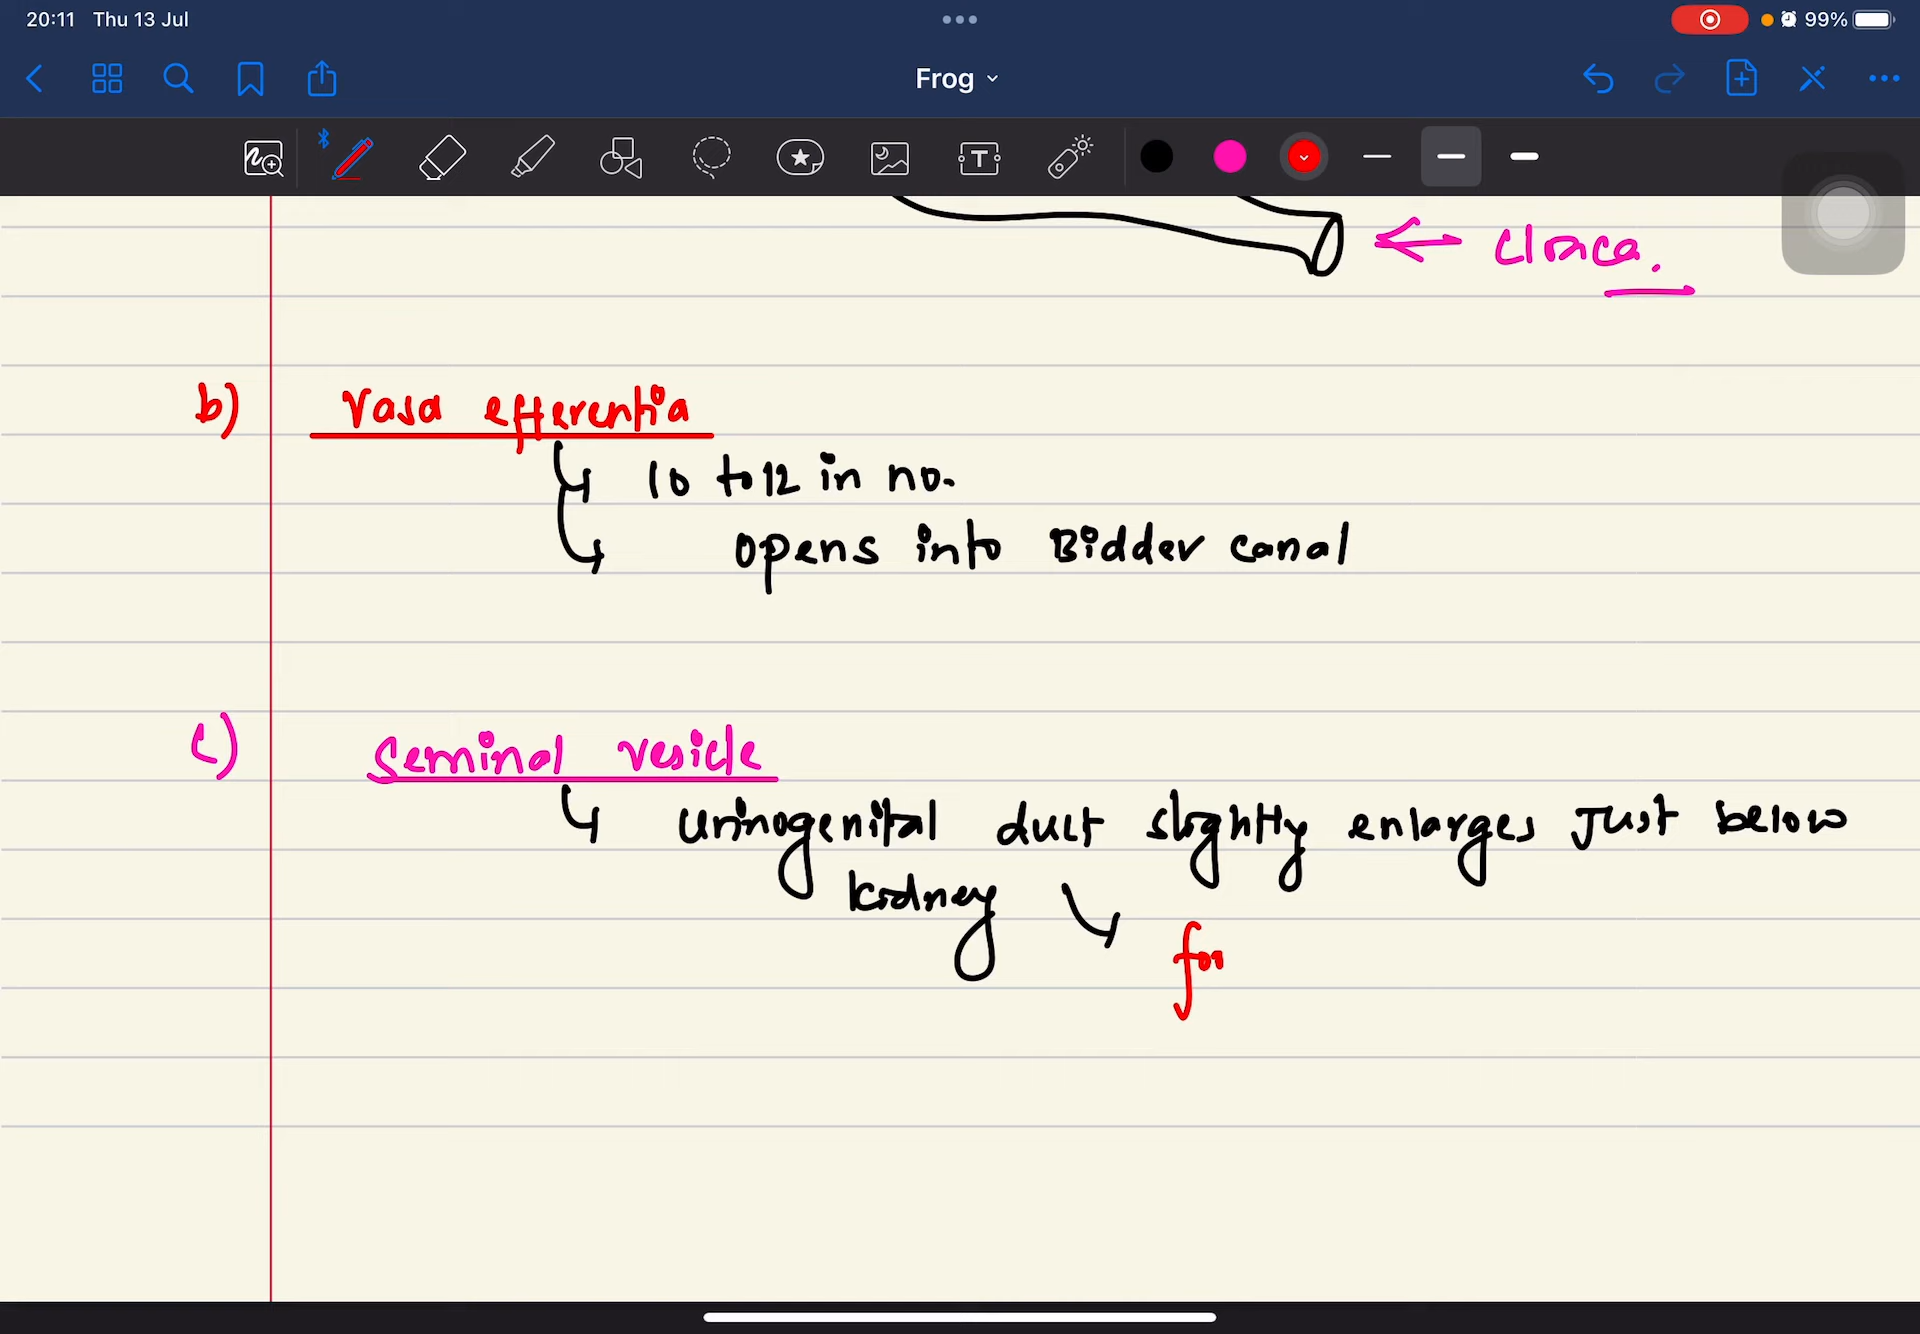 20:11 Thu 13 Jul
99%
Frog
T
cloaca.
b) vasa efferentia
10 to 12 in no.
opens into Bidder canal
c) seminal vesicle
urinogenital duct slightly enlarges just below
kidney
for